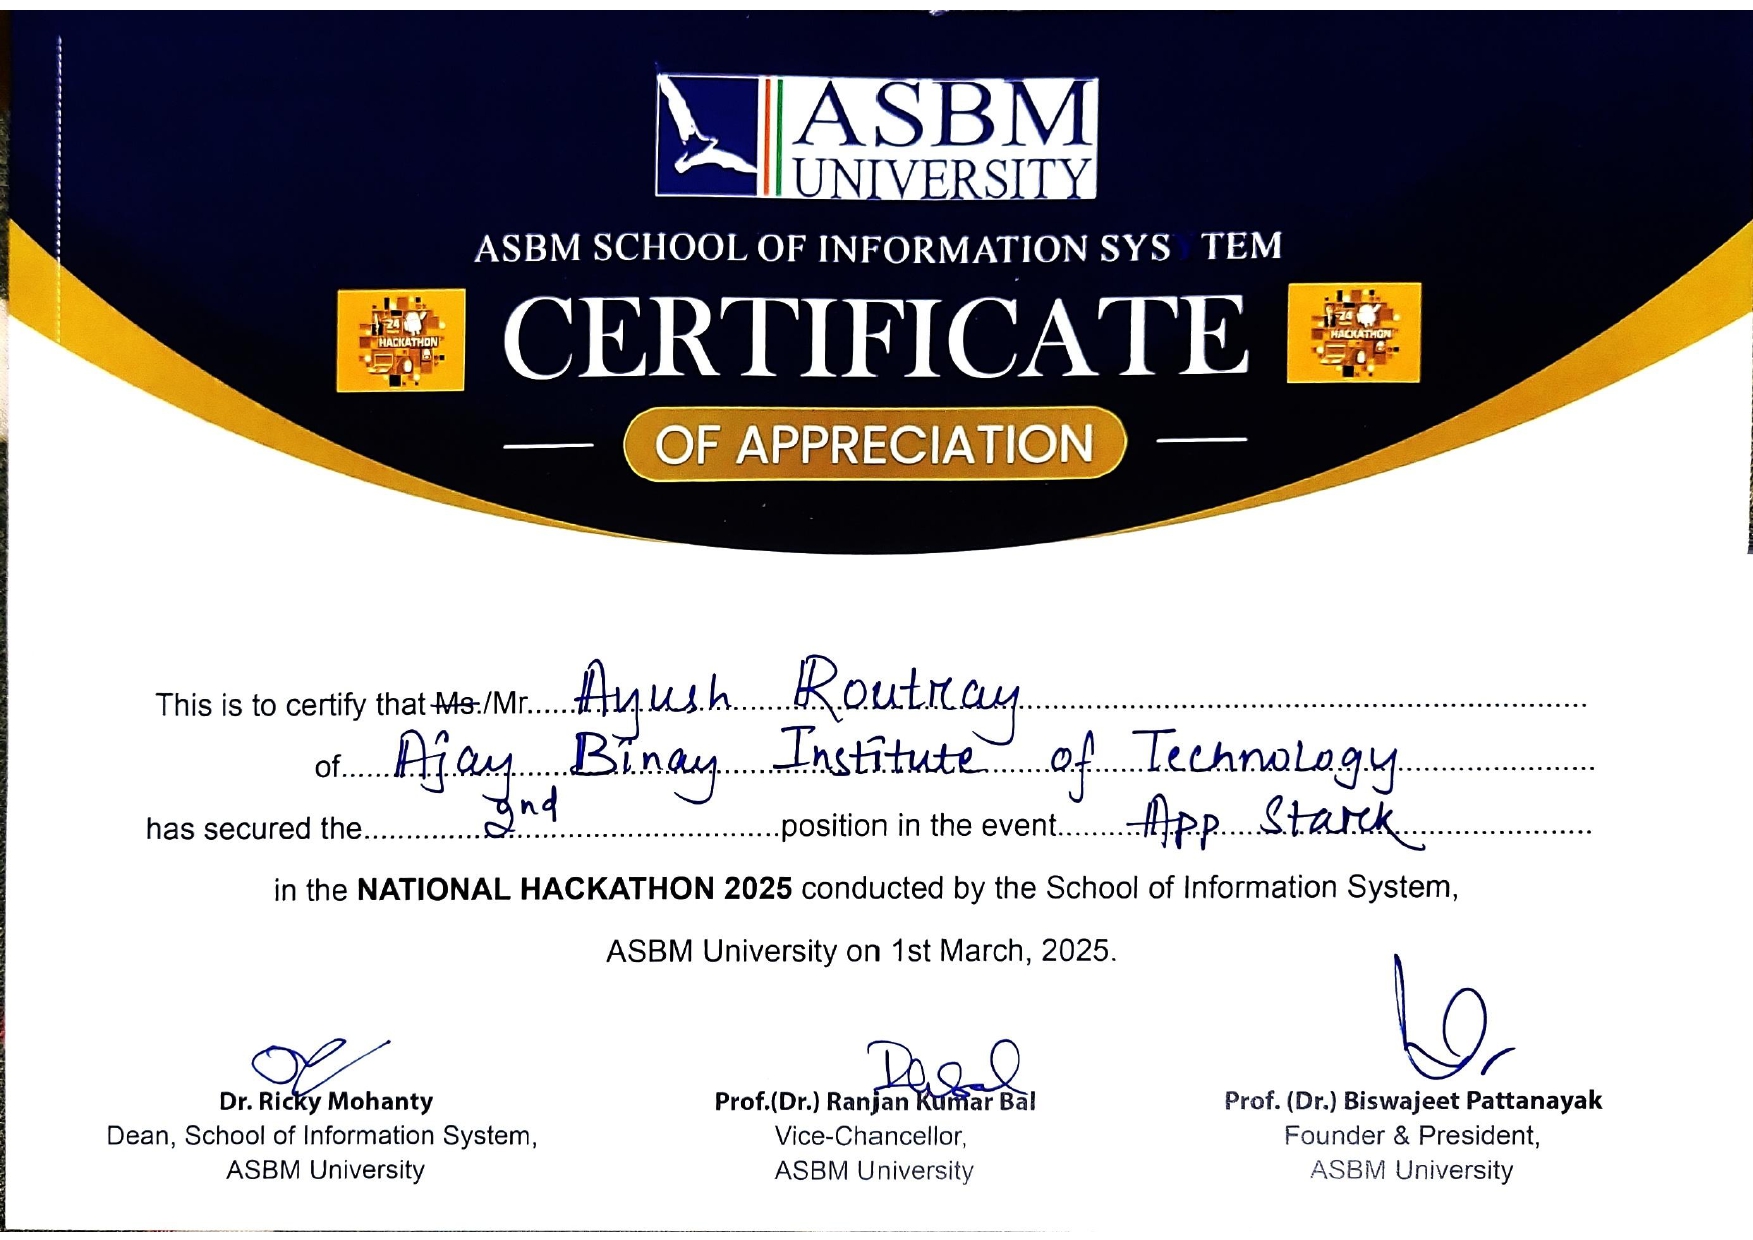 ASBM
UNIVERSITY
ASBM SCHOOL OF INFORMATION SYS TEM
24
HACKATHON
CERTIFICATE
24
HACKATHON
OF APPRECIATION
This is to certify that Ms./Mr. Ayush Routray
of Ajay Binay Institute of Technology
has secured the 2nd position in the event App Stark
in the NATIONAL HACKATHON 2025 conducted by the School of Information System,
ASBM University on 1st March, 2025.
Dr. Ricky Mohanty
Dean, School of Information System,
ASBM University
Prof.(Dr.) Ranjan Kumar Bal
Vice-Chancellor,
ASBM University
Prof. (Dr.) Biswajeet Pattanayak
Founder & President,
ASBM University